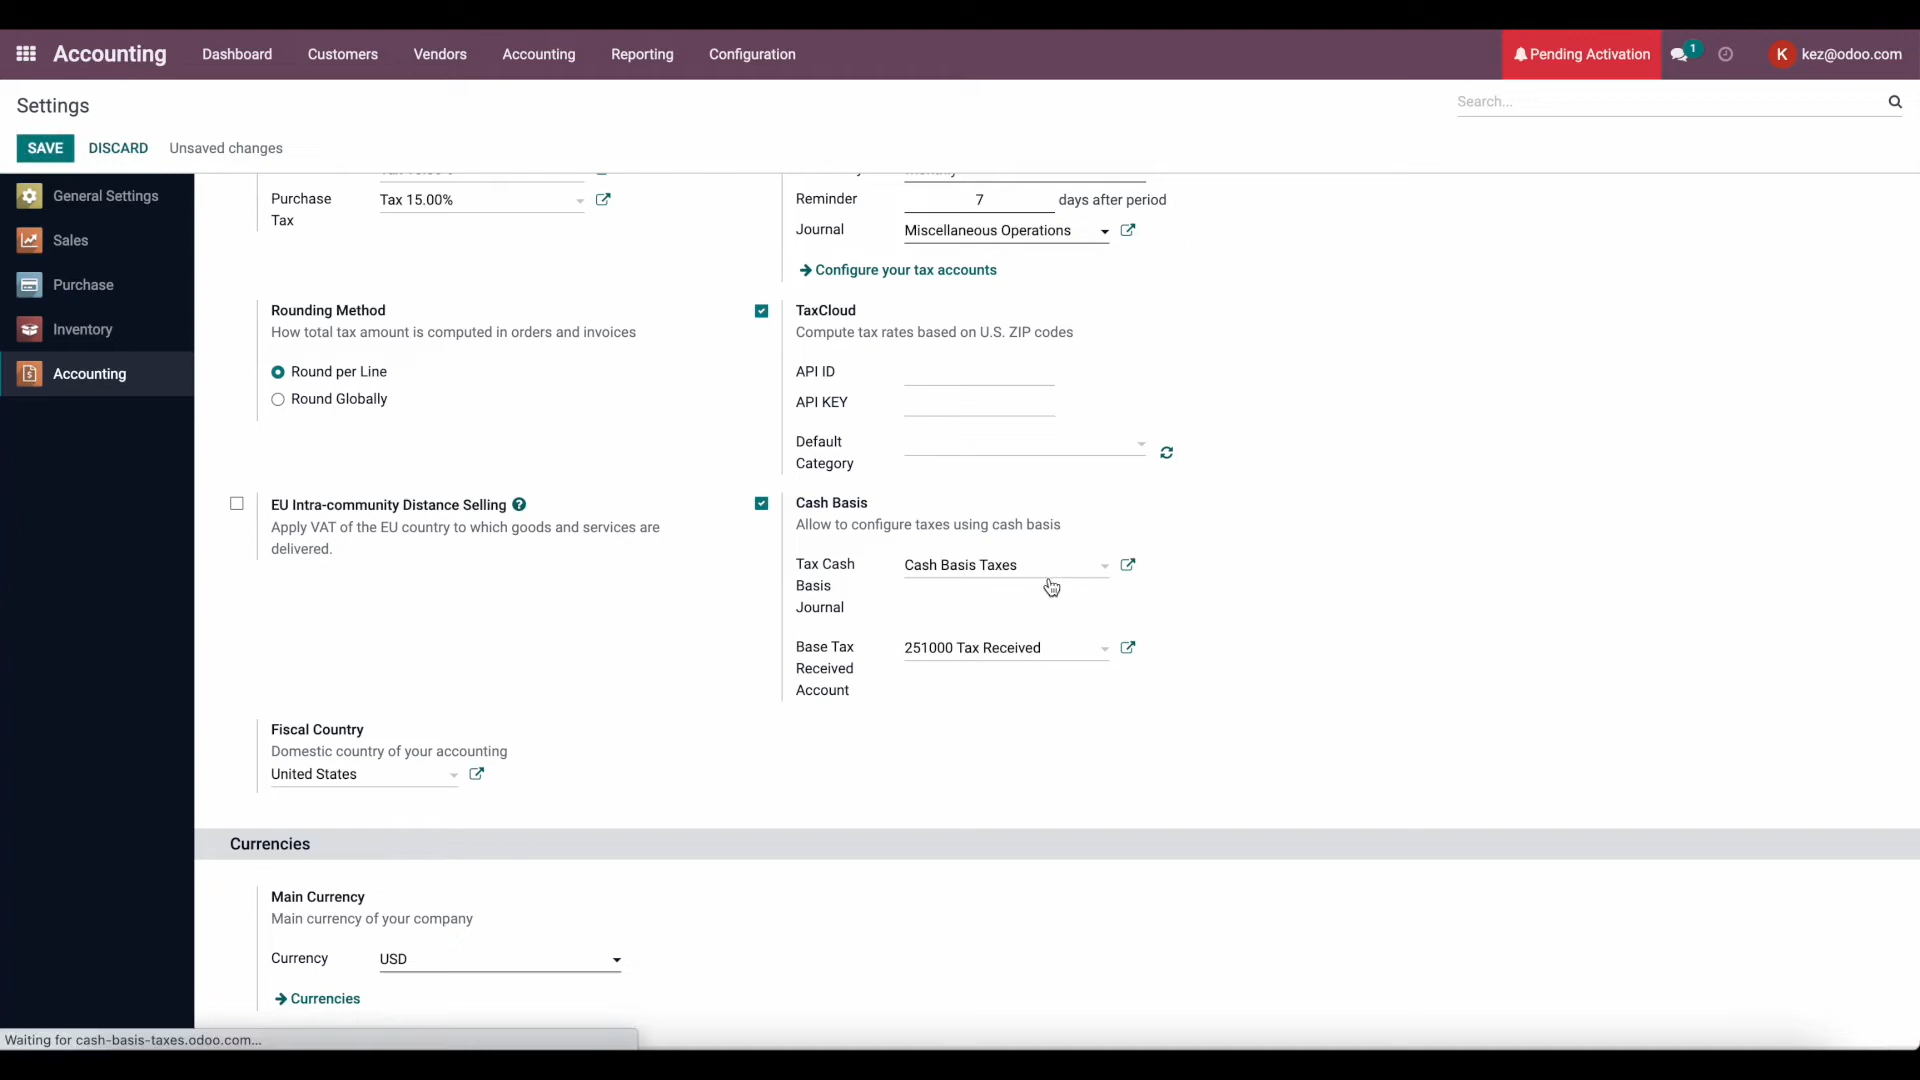 Accounting Dashboard Customers Vendors Accounting Reporting Configuration Pending Activation 1 K kez@odoo.com
Settings
Search...
SAVE DISCARD Unsaved changes
General Settings
Sales
Purchase
Inventory
Accounting
Purchase Tax
Tax 15.00%
Reminder 7 days after period
Journal Miscellaneous Operations
Configure your tax accounts
Rounding Method
How total tax amount is computed in orders and invoices
Round per Line
Round Globally
TaxCloud
Compute tax rates based on U.S. ZIP codes
API ID
API KEY
Default
Category
EU Intra-community Distance Selling ?
Apply VAT of the EU country to which goods and services are
delivered.
Cash Basis
Allow to configure taxes using cash basis
Tax Cash Cash Basis Taxes
Basis
Journal
Base Tax 251000 Tax Received
Received
Account
Fiscal Country
Domestic country of your accounting
United States
Currencies
Main Currency
Main currency of your company
Currency USD
Currencies
Waiting for cash-basis-taxes.odoo.com...